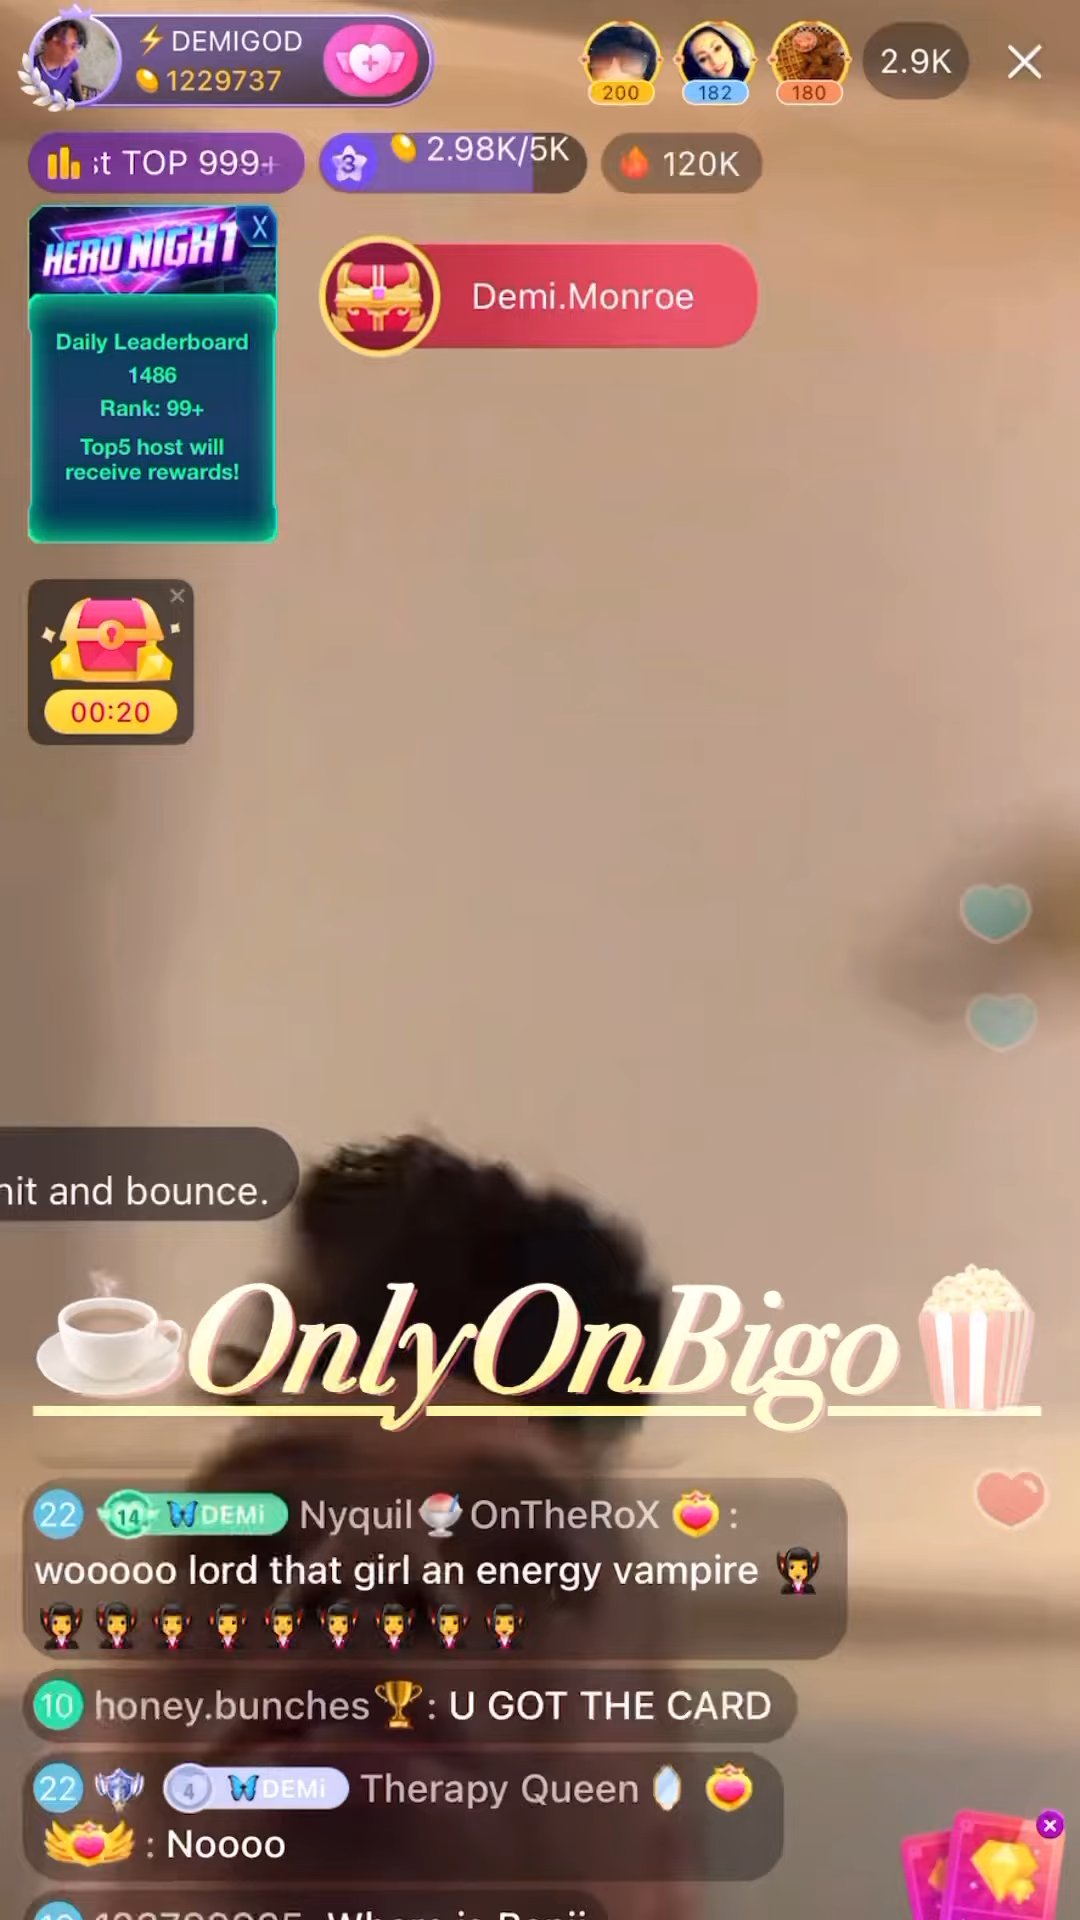 ⚡DEMIGOD
1229737
200
182
180
2.9K
X
TOP 999+
3
2.98K/5K
120K
HERO NIGHT
X
Daily Leaderboard
1486
Rank: 99+
Top5 host will
receive rewards!
Demi.Monroe
00:20
and bounce.
OnlyOnBigo
22 14 🦋DEMi Nyquil🍨OnTheRoX :
wooooo lord that girl an energy vampire 🧛
🧛🧛🧛🧛🧛🧛🧛🧛🧛
10 honey.bunches🏆: U GOT THE CARD
22 4 🦋DEMi Therapy Queen🪞
: Noooo